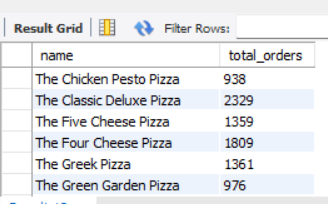 Result Grid Filter Rows:
name total_orders
The Chicken Pesto Pizza 938
The Classic Deluxe Pizza 2329
The Five Cheese Pizza 1359
The Four Cheese Pizza 1809
The Greek Pizza 1361
The Green Garden Pizza 976